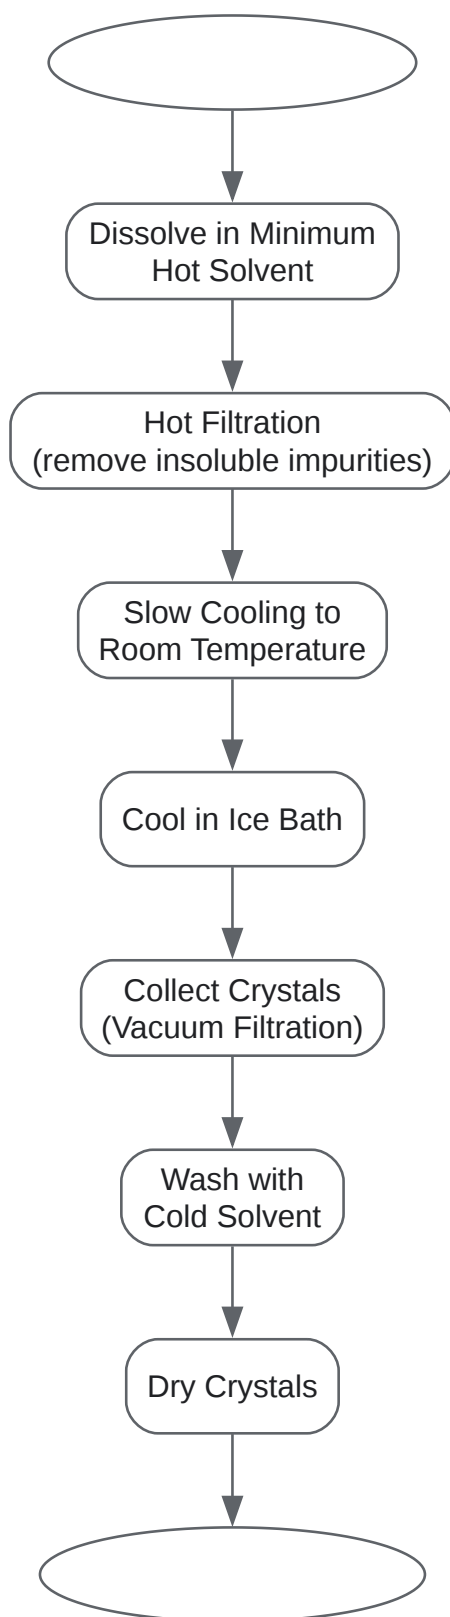 Dissolve in Minimum
Hot Solvent
Hot Filtration
(remove insoluble impurities)
Slow Cooling to
Room Temperature
Cool in Ice Bath
Collect Crystals
(Vacuum Filtration)
Wash with
Cold Solvent
Dry Crystals